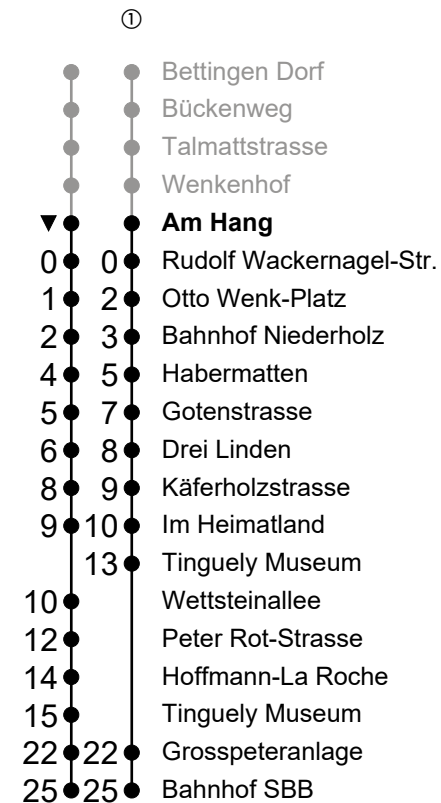 ①
Bettingen Dorf
Bückenweg
Talmattstrasse
Wenkenhof
▼ Am Hang
0 0 Rudolf Wackernagel-Str.
1 2 Otto Wenk-Platz
2 3 Bahnhof Niederholz
4 5 Habermatten
5 7 Gotenstrasse
6 8 Drei Linden
8 9 Käferholzstrasse
9 10 Im Heimatland
13 Tinguely Museum
10 Wettsteinallee
12 Peter Rot-Strasse
14 Hoffmann-La Roche
15 Tinguely Museum
22 22 Grosspeteranlage
25 25 Bahnhof SBB